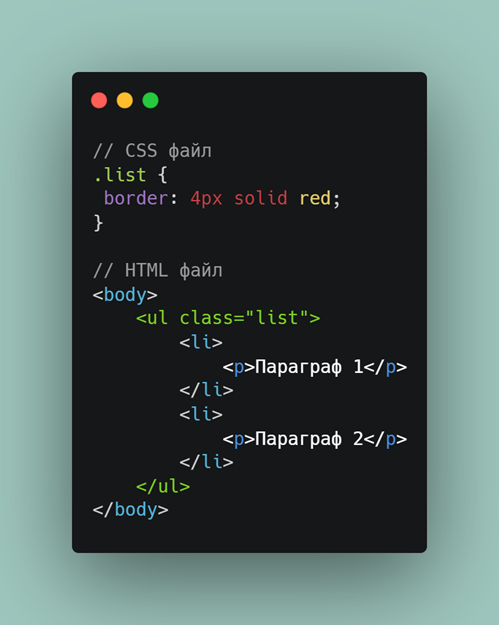 // CSS файл
.list {
 border: 4px solid red;
}

// HTML файл
<body>
    <ul class="list">
        <li>
            <p>Параграф 1</p>
        </li>
        <li>
            <p>Параграф 2</p>
        </li>
    </ul>
</body>